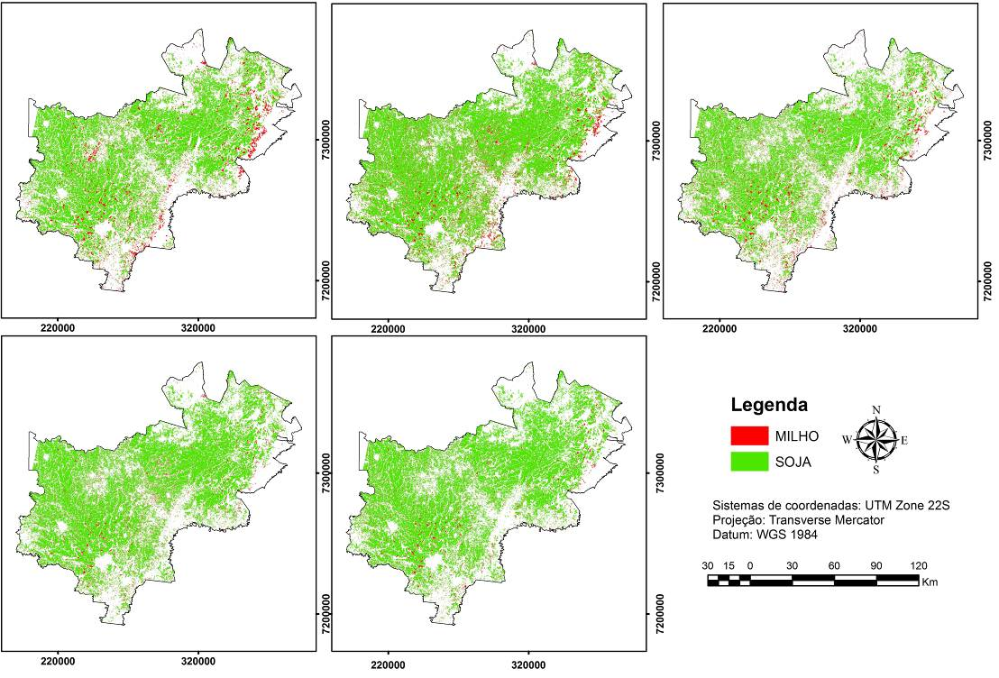 7300000
7200000
220000
320000
7300000
7200000
220000
320000
7300000
7200000
220000
320000
7300000
7200000
220000
320000
7300000
7200000
220000
320000
Legenda
MILHO
SOJA
N
W
E
S
Sistemas de coordenadas: UTM Zone 22S
Projeção: Transverse Mercator
Datum: WGS 1984
30 15 0 30 60 90 120
Km